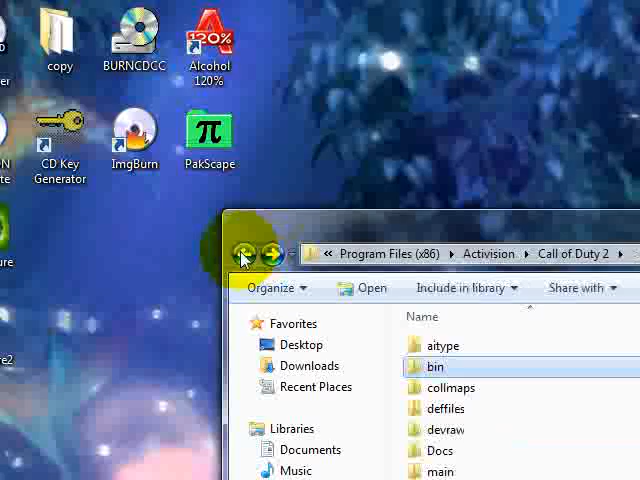 copy
BURNCDCC
Alcohol
120%
120%
CD Key
Generator
ImgBurn
PakScape
« Program Files (x86) Activision Call of Duty 2
Organize
Open
Include in library
Share with
Name
Favorites
Desktop
Downloads
Recent Places
Libraries
Documents
Music
aitype
bin
collmaps
deffiles
devraw
Docs
main